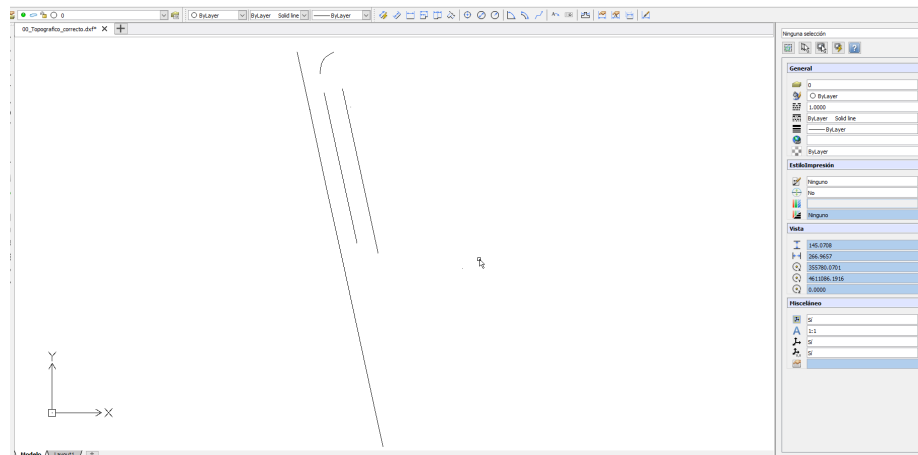 0
ByLayer
ByLayer Solid line
ByLayer
00_Topografico_correcto.dxf*
Ninguna selección
General
0
ByLayer
1.0000
ByLayer Solid line
ByLayer
ByLayer
EstiloImpresión
Ninguno
No
Ninguno
Vista
145.0708
266.9657
355780.0701
4611086.1916
0.0000
Misceláneo
Sí
1:1
Sí
Sí
Y
X
Modelo
Layout1